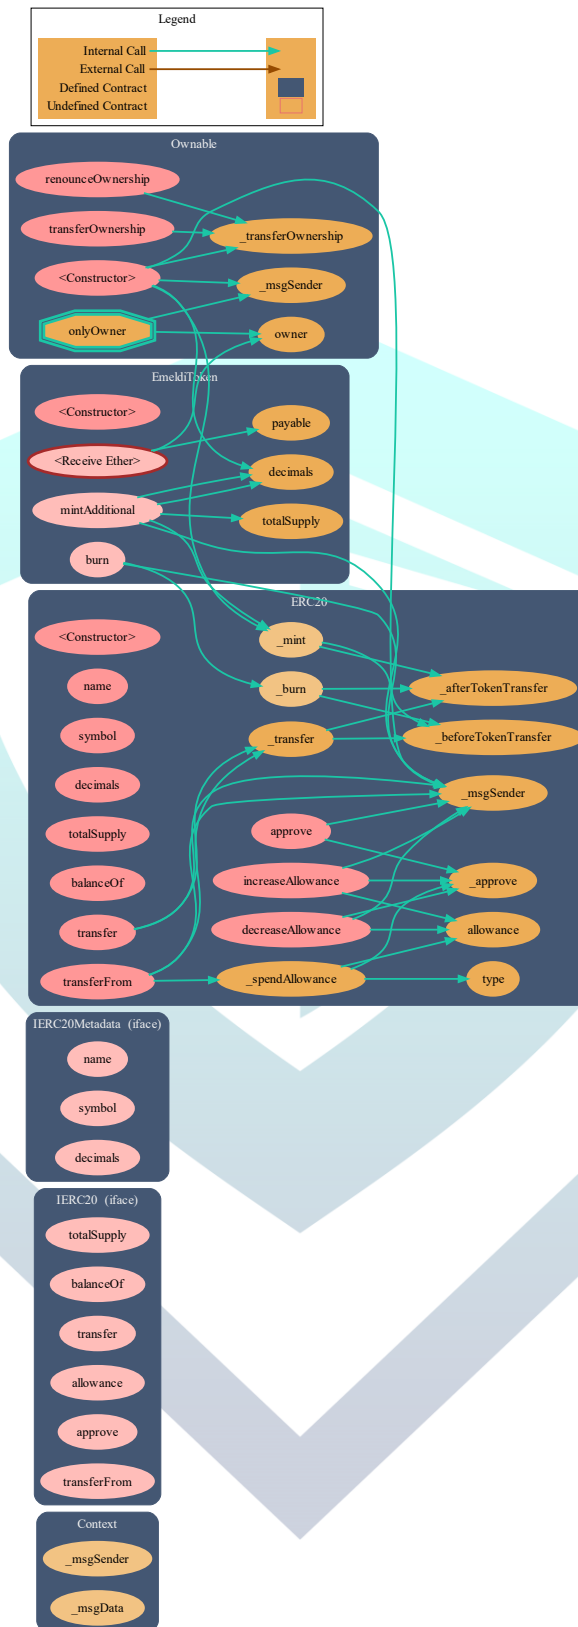 Legend
Internal Call
External Call
Defined Contract
Undefined Contract
Ownable
renounceOwnership
transferOwnership
_transferOwnership
<Constructor>
_msgSender
onlyOwner
owner
EmeldiToken
<Constructor>
payable
<Receive Ether>
decimals
mintAdditional
totalSupply
burn
ERC20
<Constructor>
_mint
name
_burn
_afterTokenTransfer
symbol
_transfer
_beforeTokenTransfer
decimals
_msgSender
totalSupply
approve
balanceOf
increaseAllowance
_approve
transfer
decreaseAllowance
allowance
transferFrom
_spendAllowance
type
IERC20Metadata (iface)
name
symbol
decimals
IERC20 (iface)
totalSupply
balanceOf
transfer
allowance
approve
transferFrom
Context
_msgSender
_msgData